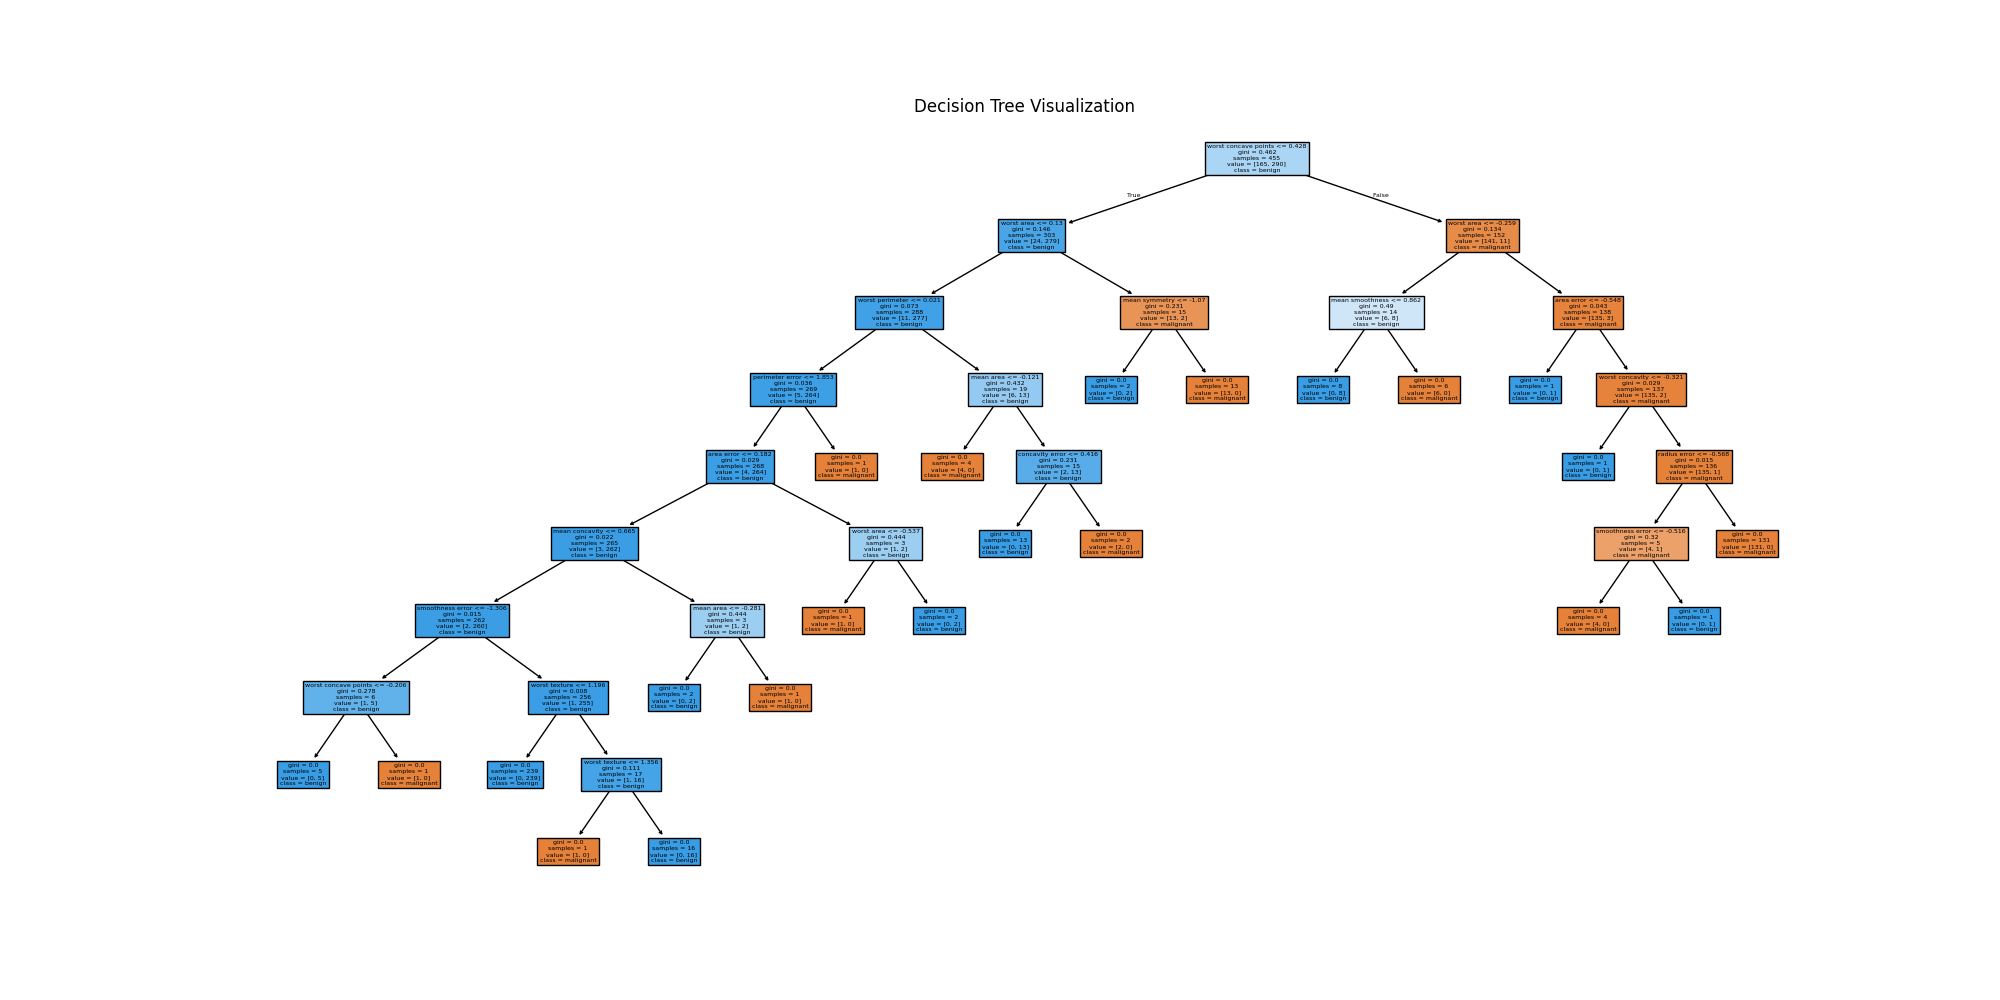 Decision Tree Visualization
worst concave points <= 0.428
gini = 0.462
samples = 455
value = [165, 290]
class = benign
True
False
worst area <= 0.13
gini = 0.146
samples = 303
value = [24, 279]
class = benign
worst area <= -0.259
gini = 0.134
samples = 152
value = [141, 11]
class = malignant
worst perimeter <= 0.021
gini = 0.073
samples = 288
value = [11, 277]
class = benign
mean symmetry <= -1.07
gini = 0.231
samples = 15
value = [13, 2]
class = malignant
mean smoothness <= 0.862
gini = 0.49
samples = 14
value = [6, 8]
class = benign
area error <= -0.548
gini = 0.043
samples = 138
value = [135, 3]
class = malignant
perimeter error <= 1.853
gini = 0.036
samples = 269
value = [5, 264]
class = benign
mean area <= -0.121
gini = 0.432
samples = 19
value = [6, 13]
class = benign
gini = 0.0
samples = 2
value = [0, 2]
class = benign
gini = 0.0
samples = 13
value = [13, 0]
class = malignant
gini = 0.0
samples = 8
value = [0, 8]
class = benign
gini = 0.0
samples = 6
value = [6, 0]
class = malignant
gini = 0.0
samples = 1
value = [0, 1]
class = benign
worst concavity <= -0.321
gini = 0.029
samples = 137
value = [135, 2]
class = malignant
area error <= 0.182
gini = 0.029
samples = 268
value = [4, 264]
class = benign
gini = 0.0
samples = 1
value = [1, 0]
class = malignant
gini = 0.0
samples = 4
value = [4, 0]
class = malignant
concavity error <= 0.416
gini = 0.231
samples = 15
value = [2, 13]
class = benign
gini = 0.0
samples = 1
value = [0, 1]
class = benign
radius error <= -0.568
gini = 0.015
samples = 136
value = [135, 1]
class = malignant
mean concavity <= 0.665
gini = 0.022
samples = 265
value = [3, 262]
class = benign
worst area <= -0.537
gini = 0.444
samples = 3
value = [1, 2]
class = benign
gini = 0.0
samples = 13
value = [0, 13]
class = benign
gini = 0.0
samples = 2
value = [2, 0]
class = malignant
smoothness error <= -0.516
gini = 0.32
samples = 5
value = [4, 1]
class = malignant
gini = 0.0
samples = 131
value = [131, 0]
class = malignant
smoothness error <= -1.306
gini = 0.015
samples = 262
value = [2, 260]
class = benign
mean area <= -0.281
gini = 0.444
samples = 3
value = [1, 2]
class = benign
gini = 0.0
samples = 1
value = [1, 0]
class = malignant
gini = 0.0
samples = 2
value = [0, 2]
class = benign
gini = 0.0
samples = 4
value = [4, 0]
class = malignant
gini = 0.0
samples = 1
value = [0, 1]
class = benign
worst concave points <= -0.206
gini = 0.278
samples = 6
value = [1, 5]
class = benign
worst texture <= 1.196
gini = 0.008
samples = 256
value = [1, 255]
class = benign
gini = 0.0
samples = 2
value = [0, 2]
class = benign
gini = 0.0
samples = 1
value = [1, 0]
class = malignant
gini = 0.0
samples = 5
value = [0, 5]
class = benign
gini = 0.0
samples = 1
value = [1, 0]
class = malignant
gini = 0.0
samples = 239
value = [0, 239]
class = benign
worst texture <= 1.356
gini = 0.111
samples = 17
value = [1, 16]
class = benign
gini = 0.0
samples = 1
value = [1, 0]
class = malignant
gini = 0.0
samples = 16
value = [0, 16]
class = benign